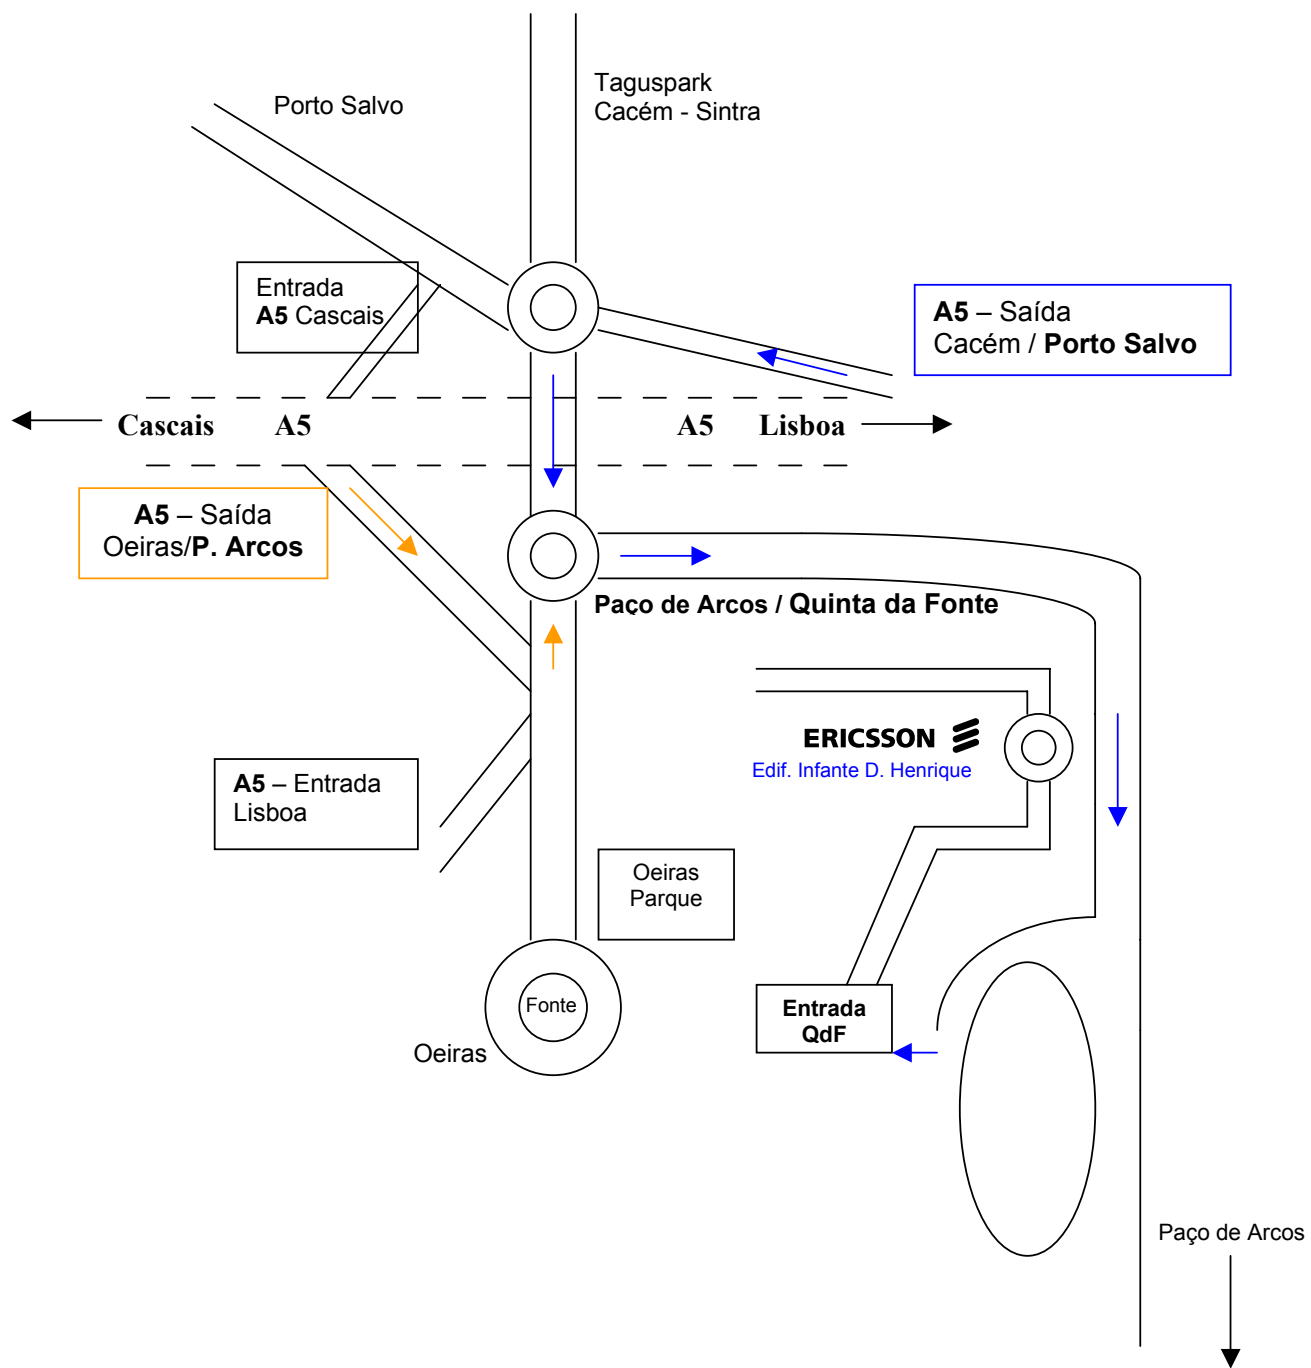 Taguspark
Cacém - Sintra
Porto Salvo
Entrada
A5 Cascais
A5 – Saída
Cacém / Porto Salvo
Cascais A5 A5 Lisboa
A5 – Saída
Oeiras/P. Arcos
Paço de Arcos / Quinta da Fonte
ERICSSON
Edif. Infante D. Henrique
A5 – Entrada
Lisboa
Oeiras
Parque
Fonte
Entrada
QdF
Oeiras
Paço de Arcos